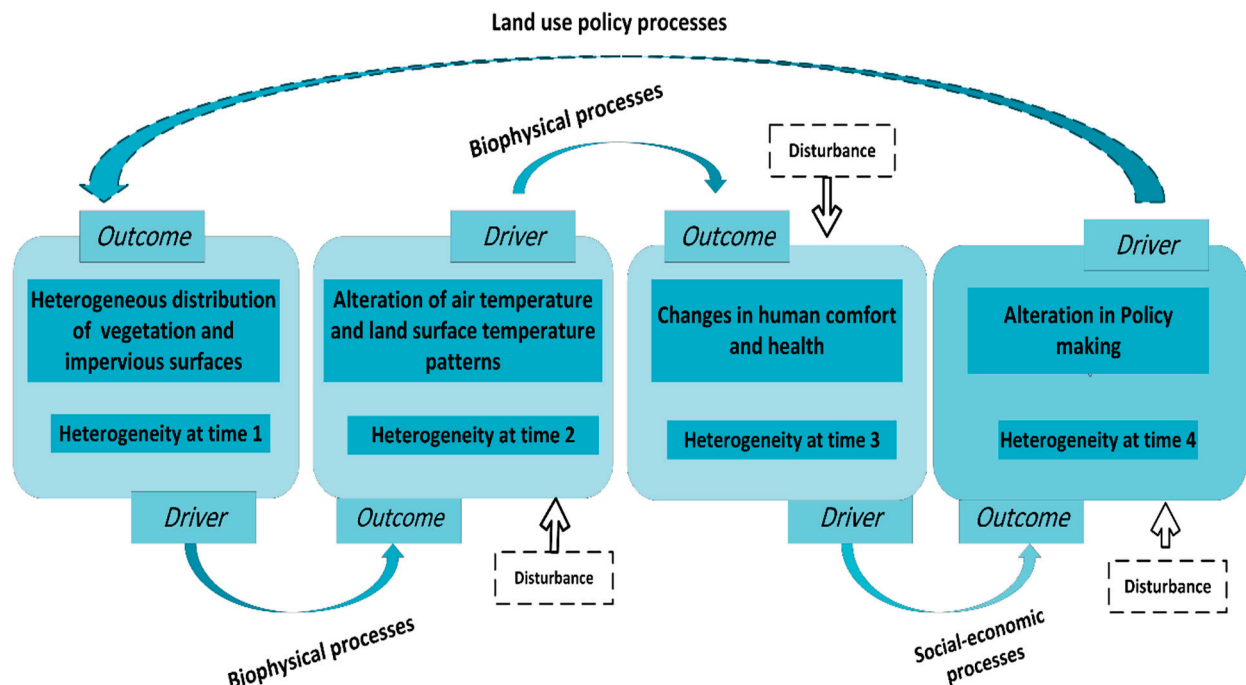 Land use policy processes
Biophysical processes
Disturbance
Outcome
Driver
Outcome
Driver
Heterogeneous distribution
of vegetation and
impervious surfaces
Heterogeneity at time 1
Alteration of air temperature
and land surface temperature
patterns
Heterogeneity at time 2
Changes in human comfort
and health
Heterogeneity at time 3
Alteration in Policy
making
Heterogeneity at time 4
Driver
Outcome
Driver
Outcome
Disturbance
Disturbance
Biophysical processes
Social-economic
processes